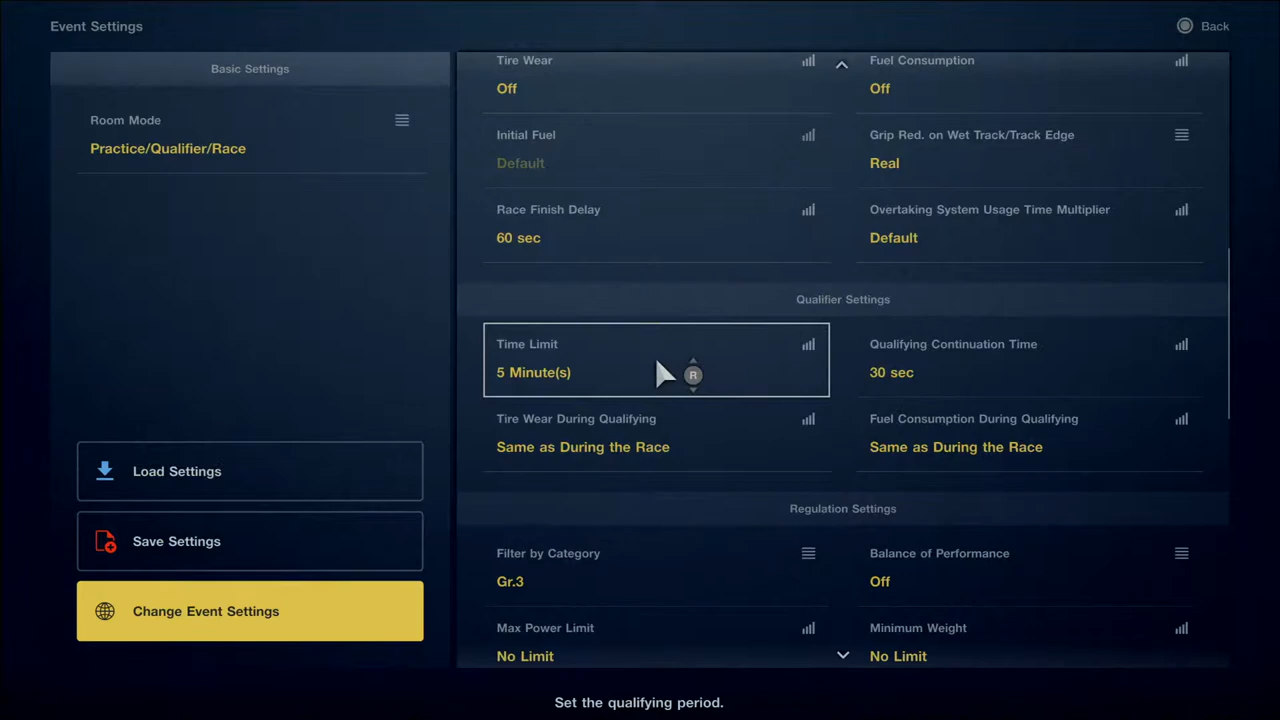 Event Settings
Back
Basic Settings
Room Mode
Practice/Qualifier/Race
Load Settings
Save Settings
Change Event Settings
Tire Wear
Off
Fuel Consumption
Off
Initial Fuel
Default
Grip Red. on Wet Track/Track Edge
Real
Race Finish Delay
60 sec
Overtaking System Usage Time Multiplier
Default
Qualifier Settings
Time Limit
5 Minute(s)
R
Qualifying Continuation Time
30 sec
Tire Wear During Qualifying
Same as During the Race
Fuel Consumption During Qualifying
Same as During the Race
Regulation Settings
Filter by Category
Gr.3
Balance of Performance
Off
Max Power Limit
No Limit
Minimum Weight
No Limit
Set the qualifying period.